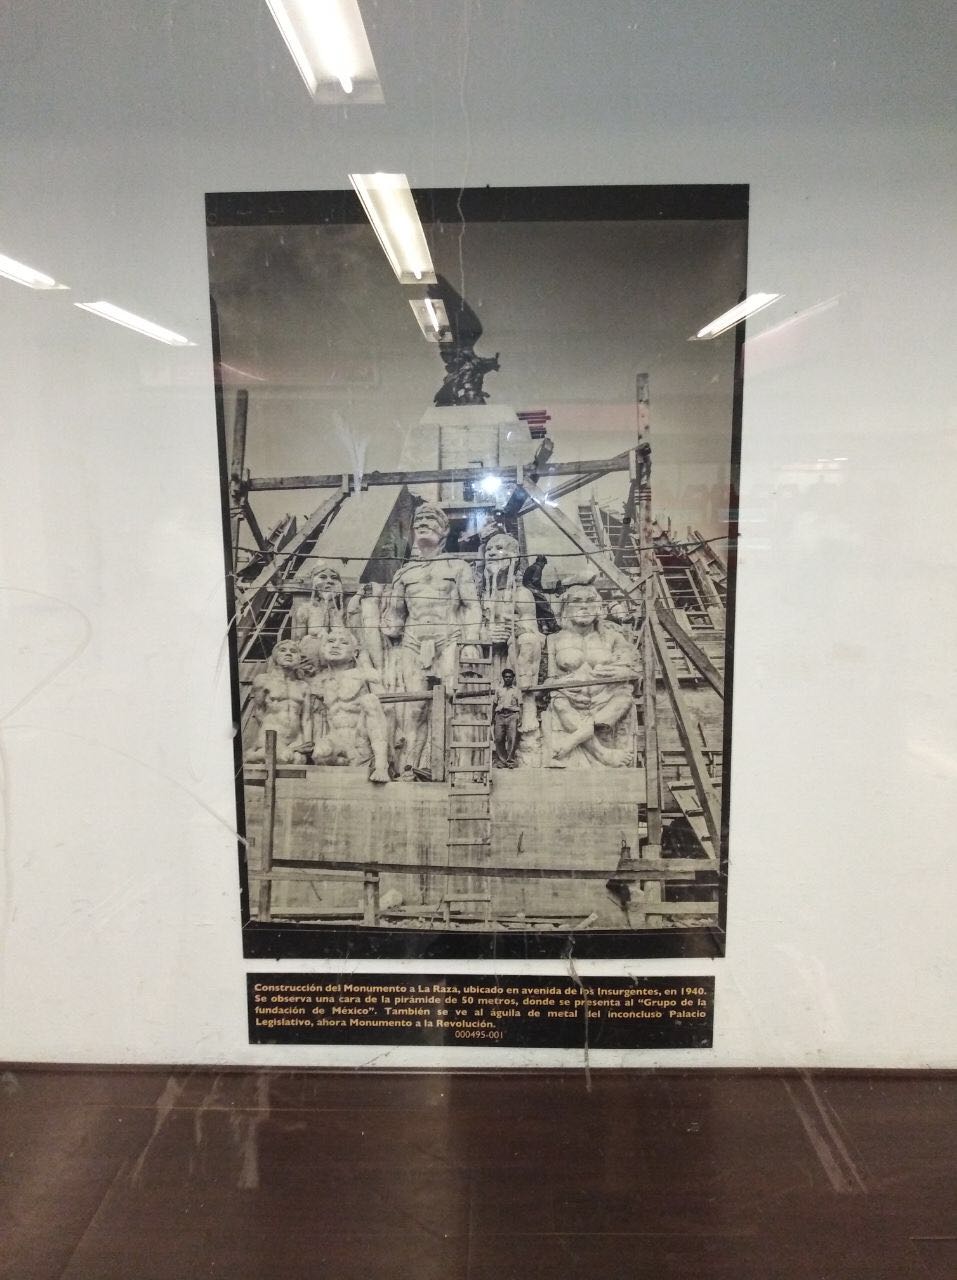 Construcción del Monumento a La Raza, ubicado en avenida de los Insurgentes, en 1940.
Se observa una cara de la pirámide de 50 metros, donde se presenta al “Grupo de la
fundación de México”. También se ve al águila de metal del inconcluso Palacio
Legislativo, ahora Monumento a la Revolución.
000495-001